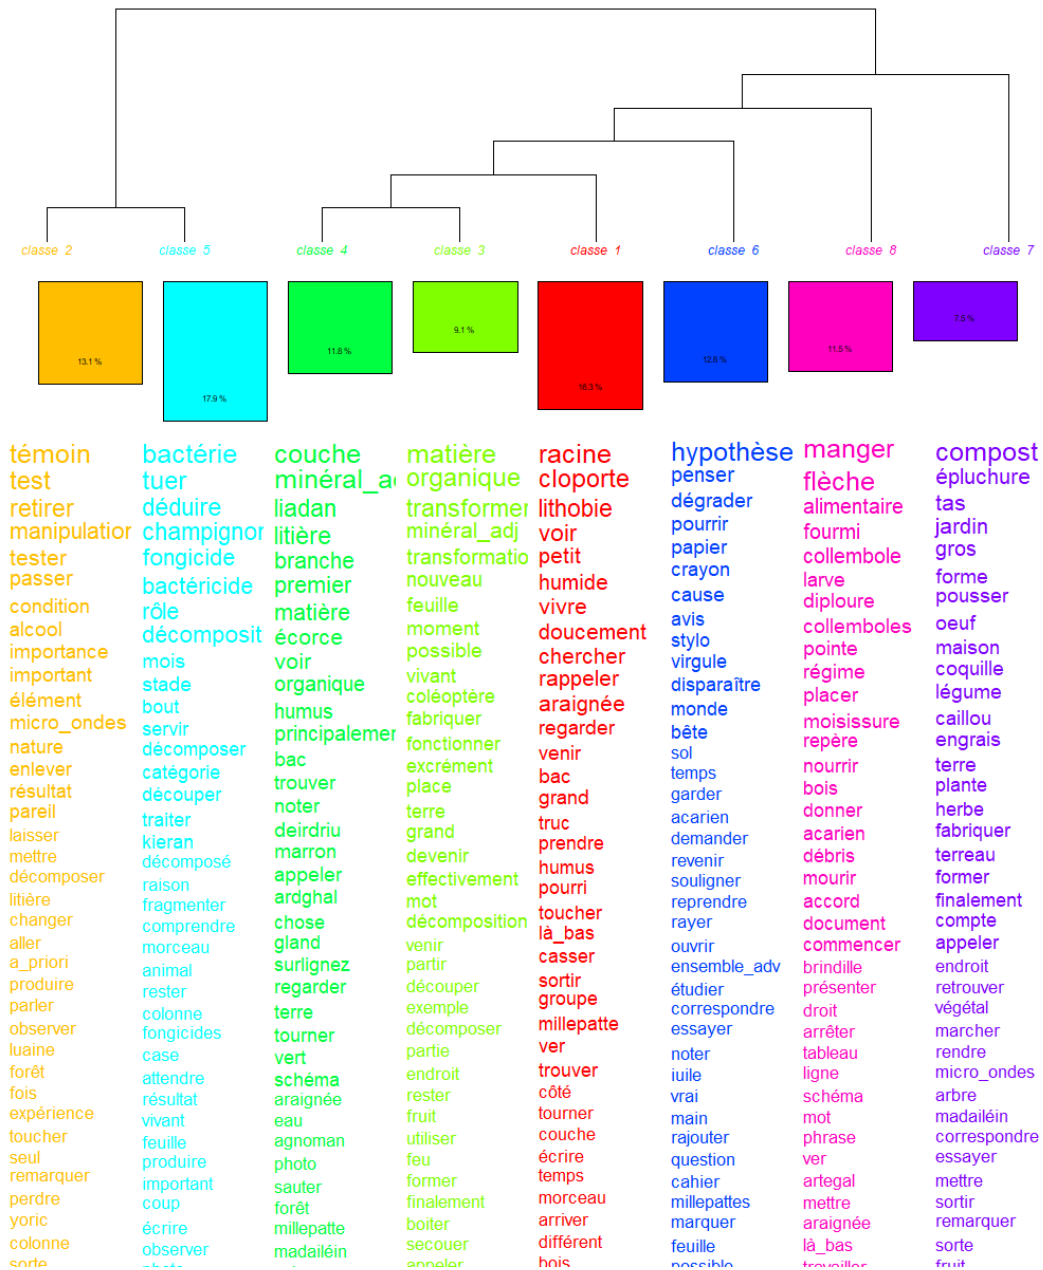 classe 2
classe 5
classe 4
classe 3
classe 1
classe 6
classe 8
classe 7
13.1 %
17.9 %
11.8 %
9.1 %
16.3 %
12.8 %
11.5 %
7.5 %
témoin
test
retirer
manipulation
tester
passer
condition
alcool
importance
important
élément
micro_ondes
nature
enlever
résultat
pareil
laisser
mettre
décomposer
litière
changer
aller
a_priori
produire
parler
observer
luaine
forêt
fois
expérience
toucher
seul
remarquer
perdre
yoric
colonne
sorte
bactérie
tuer
déduire
champignon
fongicide
bactéricide
rôle
décomposit
mois
stade
bout
servir
décomposer
catégorie
découper
traiter
kieran
décomposé
raison
fragmenter
comprendre
morceau
animal
rester
colonne
fongicides
case
attendre
résultat
vivant
feuille
produire
important
coup
écrire
observer
photo
couche
minéral_a
liadan
litière
branche
premier
matière
écorce
voir
organique
humus
principalemen
bac
trouver
noter
deirdriu
marron
appeler
ardghal
chose
gland
surlignez
regarder
terre
tourner
vert
schéma
araignée
eau
agnoman
photo
sauter
forêt
millepatte
madailéin
matière
organique
transformer
minéral_adj
transformatio
nouveau
feuille
moment
possible
vivant
coléoptère
fabriquer
fonctionner
excrément
place
terre
grand
devenir
effectivement
mot
décomposition
venir
partir
découper
exemple
décomposer
partie
endroit
rester
fruit
utiliser
feu
former
finalement
boiter
secouer
appeler
racine
cloporte
lithobie
voir
petit
humide
vivre
doucement
chercher
rappeler
araignée
regarder
venir
bac
grand
truc
prendre
humus
pourri
toucher
là_bas
casser
sortir
groupe
millepatte
ver
trouver
côté
tourner
couche
écrire
temps
morceau
arriver
différent
bois
hypothèse
penser
dégrader
pourrir
papier
crayon
cause
avis
stylo
virgule
disparaître
monde
bête
sol
temps
garder
acarien
demander
revenir
souligner
reprendre
rayer
ouvrir
ensemble_adv
étudier
correspondre
essayer
noter
iuile
vrai
main
rajouter
question
cahier
millepattes
marquer
feuille
possible
manger
flèche
alimentaire
fourmi
collembole
larve
diploure
collemboles
pointe
régime
placer
moisissure
repère
nourrir
bois
donner
acarien
débris
mourir
accord
document
commencer
brindille
présenter
droit
arrêter
tableau
ligne
schéma
mot
phrase
ver
artegal
mettre
araignée
là_bas
travailler
compost
épluchure
tas
jardin
gros
forme
pousser
oeuf
maison
coquille
légume
caillou
engrais
terre
plante
herbe
fabriquer
terreau
former
finalement
compte
appeler
endroit
retrouver
végétal
marcher
rendre
micro_ondes
arbre
madailéin
correspondre
essayer
mettre
sortir
remarquer
sorte
fruit